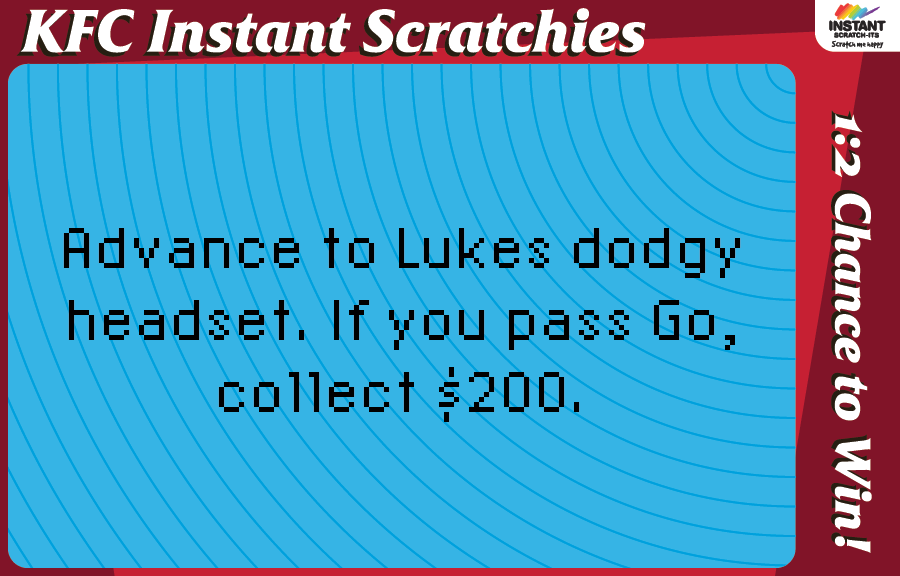 KFC Instant Scratchies
INSTANT
SCRATCH-ITS
Scratch me happy
1:2 Chance to Win!
Advance to Lukes dodgy
headset. If you pass Go,
collect $200.